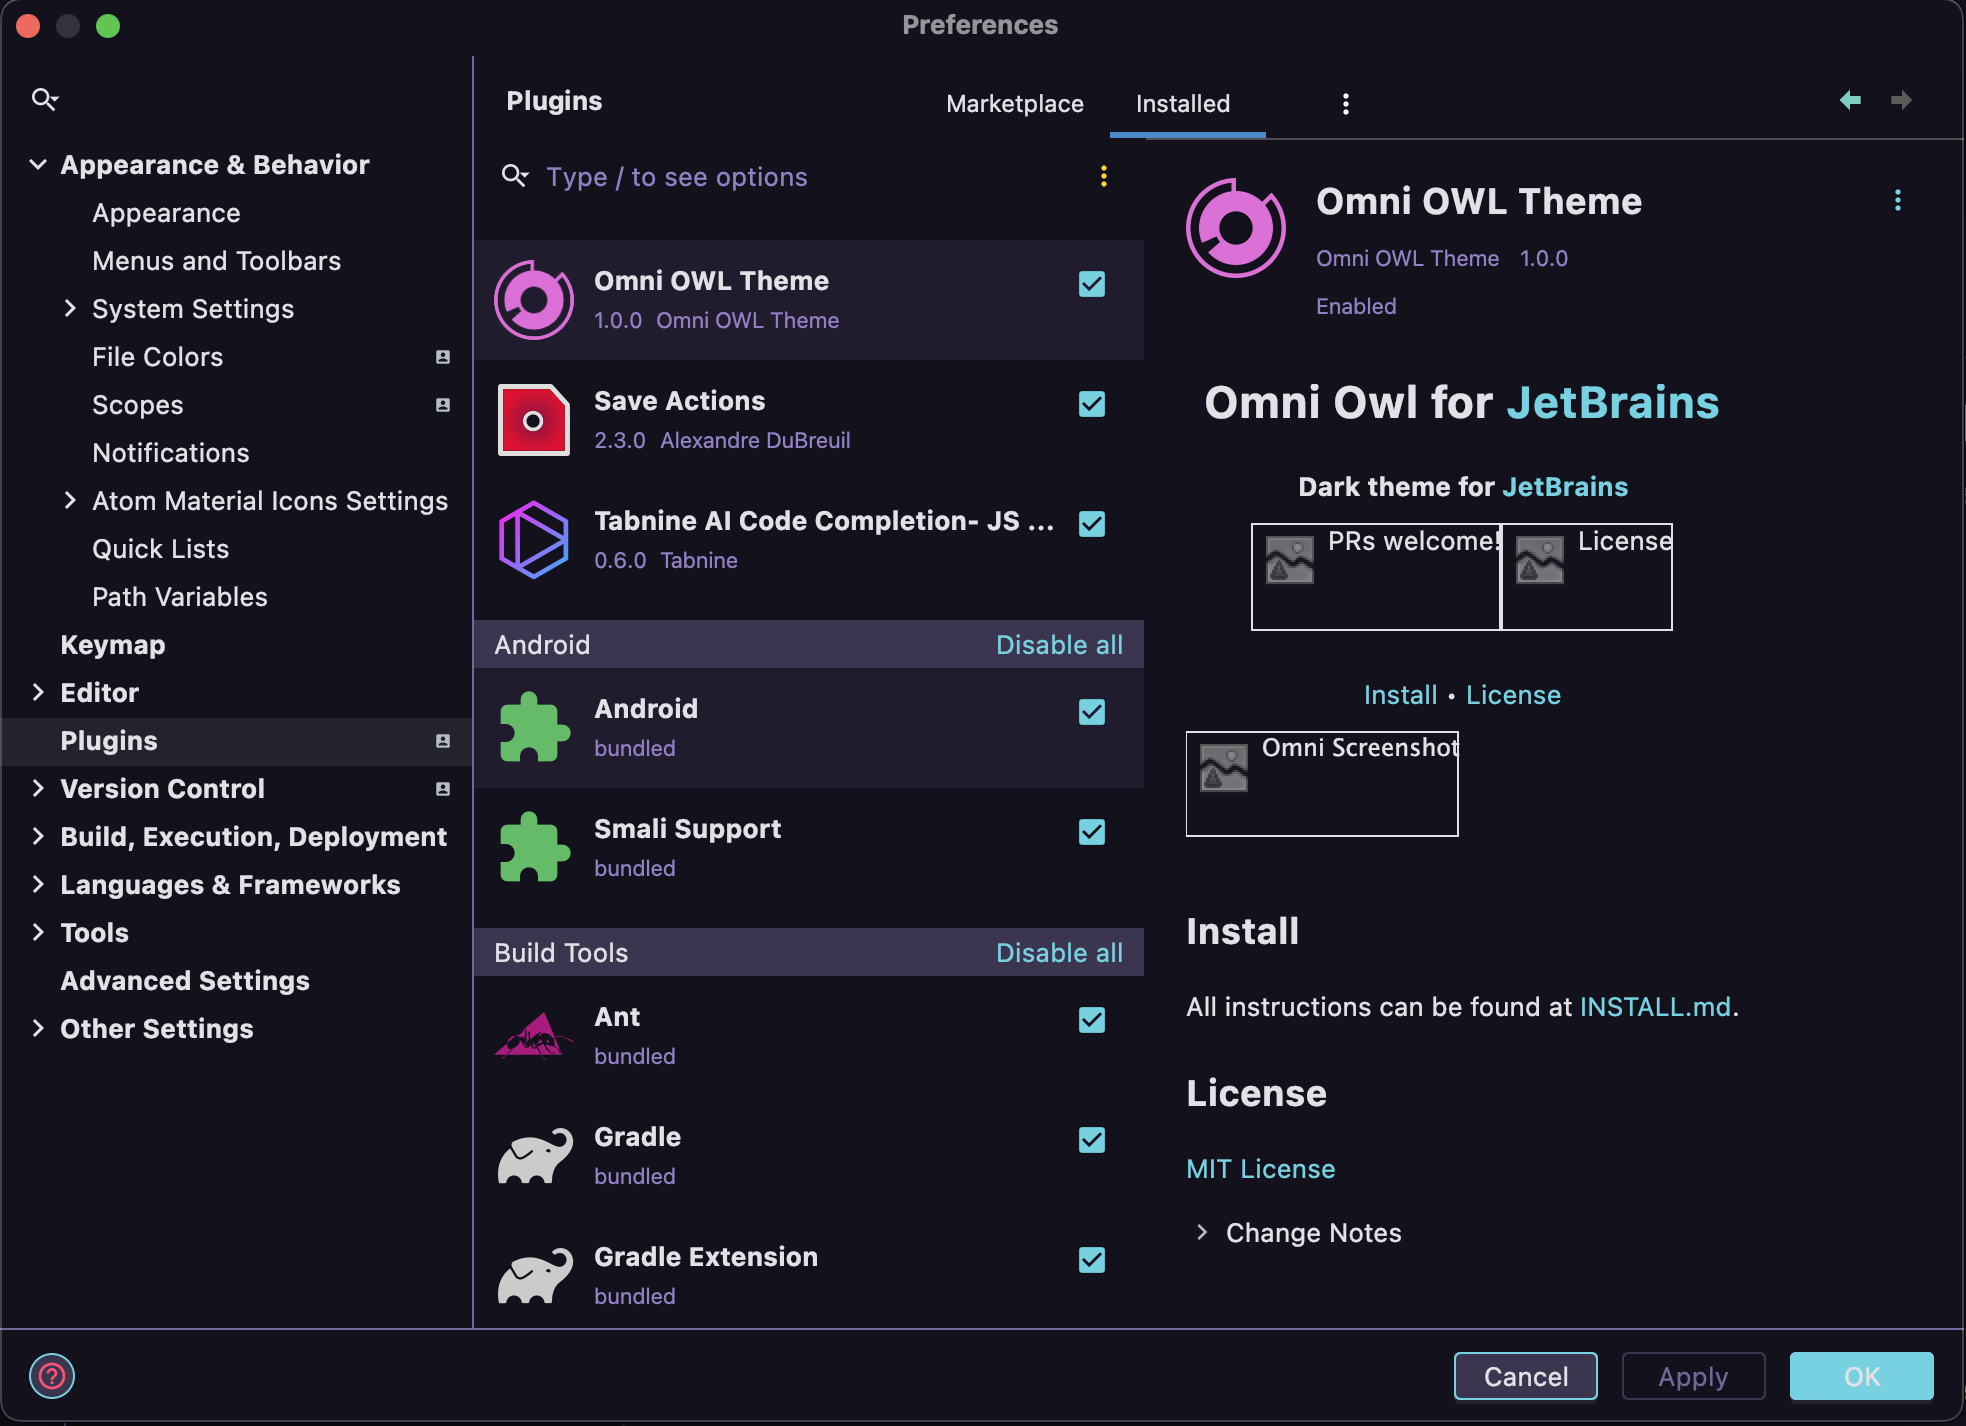 Preferences
Appearance & Behavior
Appearance
Menus and Toolbars
System Settings
File Colors
Scopes
Notifications
Atom Material Icons Settings
Quick Lists
Path Variables
Keymap
Editor
Plugins
Version Control
Build, Execution, Deployment
Languages & Frameworks
Tools
Advanced Settings
Other Settings
Plugins
Marketplace
Installed
Type / to see options
Omni OWL Theme
1.0.0 Omni OWL Theme
Save Actions
2.3.0 Alexandre DuBreuil
Tabnine AI Code Completion- JS ...
0.6.0 Tabnine
Android Disable all
Android
bundled
Smali Support
bundled
Build Tools Disable all
Ant
bundled
Gradle
bundled
Gradle Extension
bundled
Omni OWL Theme
Omni OWL Theme 1.0.0
Enabled
Omni Owl for JetBrains
Dark theme for JetBrains
PRs welcome! License
Install • License
Omni Screenshot
Install
All instructions can be found at INSTALL.md.
License
MIT License
Change Notes
?
Cancel
Apply
OK